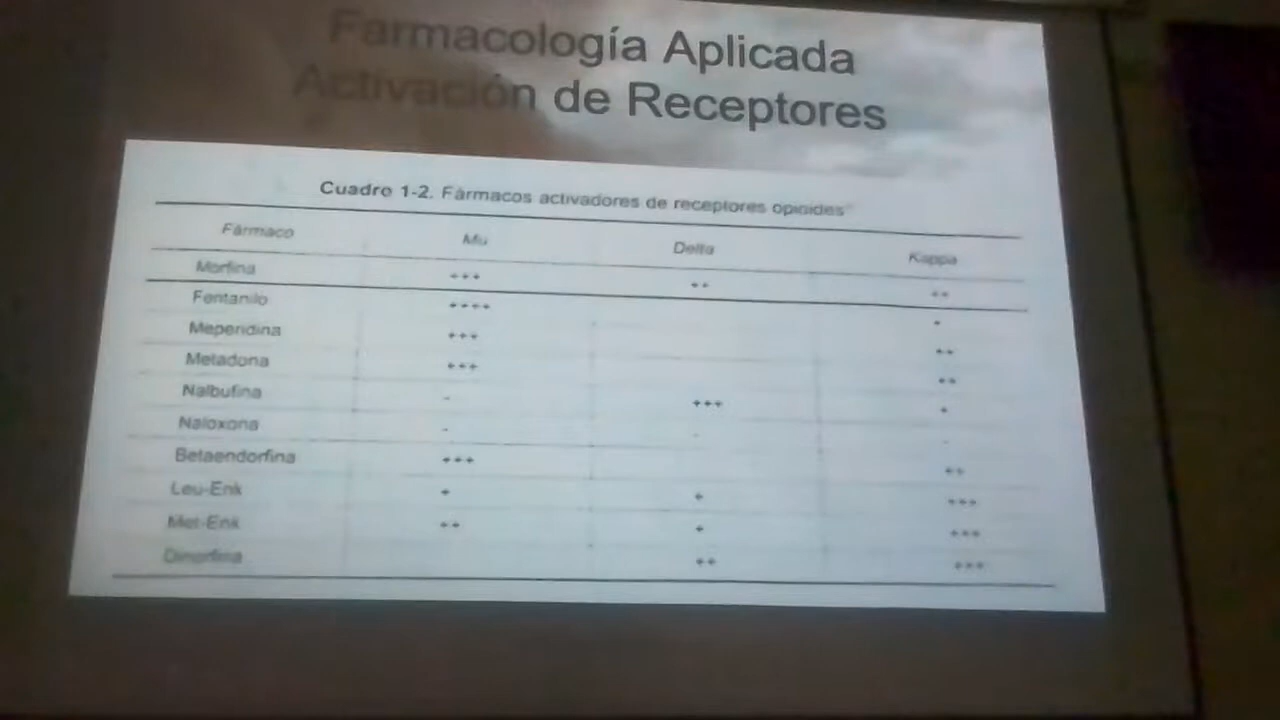 Farmacología Aplicada
Activación de Receptores
Cuadro 1-2. Fármacos activadores de receptores opioides
Fármaco Mu Delta Kappa
Morfina +++ ++ ++
Fentanilo ++++ +
Meperidina +++ ++
Metadona +++ ++
Nalbufina - +++ +
Naloxona - - -
Betaendorfina +++ ++
Leu-Enk + + +++
Met-Enk ++ + +++
Dinorfina ++ +++